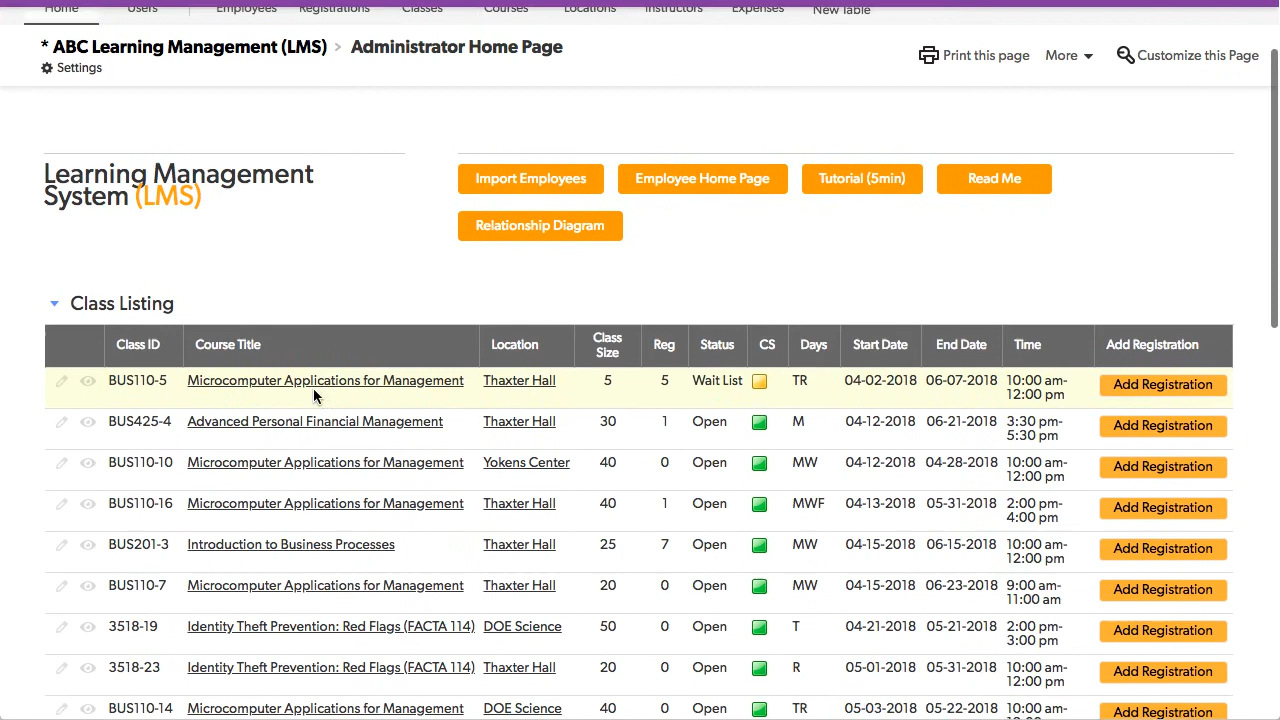 Home Users Employees Registrations Classes Courses Locations Instructors Expenses New Table
* ABC Learning Management (LMS) > Administrator Home Page
Settings
Print this page More Customize this Page
Learning Management
System (LMS)
Import Employees Employee Home Page Tutorial (5min) Read Me
Relationship Diagram
Class Listing
Class ID Course Title Location Class Size Reg Status CS Days Start Date End Date Time Add Registration
BUS110-5 Microcomputer Applications for Management Thaxter Hall 5 5 Wait List TR 04-02-2018 06-07-2018 10:00 am-12:00 pm Add Registration
BUS425-4 Advanced Personal Financial Management Thaxter Hall 30 1 Open M 04-12-2018 06-21-2018 3:30 pm-5:30 pm Add Registration
BUS110-10 Microcomputer Applications for Management Yokens Center 40 0 Open MW 04-12-2018 04-28-2018 10:00 am-12:00 pm Add Registration
BUS110-16 Microcomputer Applications for Management Thaxter Hall 40 1 Open MWF 04-13-2018 05-31-2018 2:00 pm-4:00 pm Add Registration
BUS201-3 Introduction to Business Processes Thaxter Hall 25 7 Open MW 04-15-2018 06-15-2018 10:00 am-12:00 pm Add Registration
BUS110-7 Microcomputer Applications for Management Thaxter Hall 20 0 Open MW 04-15-2018 06-23-2018 9:00 am-11:00 am Add Registration
3518-19 Identity Theft Prevention: Red Flags (FACTA 114) DOE Science 50 0 Open T 04-21-2018 05-21-2018 2:00 pm-3:00 pm Add Registration
3518-23 Identity Theft Prevention: Red Flags (FACTA 114) Thaxter Hall 20 0 Open R 05-01-2018 05-31-2018 10:00 am-12:00 pm Add Registration
BUS110-14 Microcomputer Applications for Management DOE Science 40 0 Open TR 05-03-2018 05-22-2018 10:00 am- Add Registration